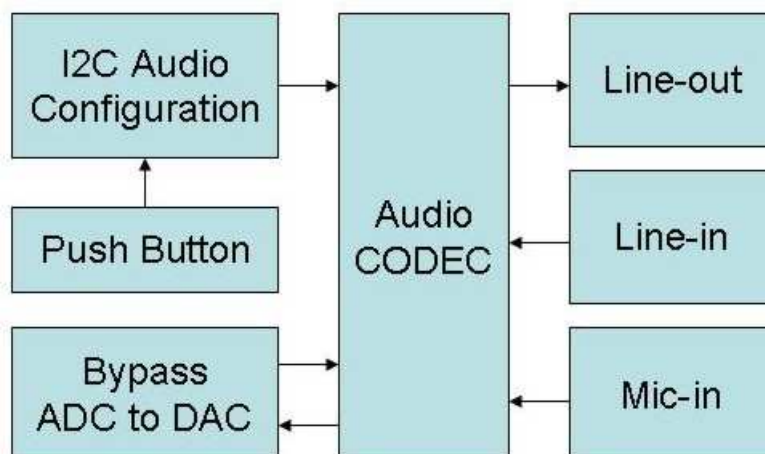 I2C Audio
Configuration
Push Button
Bypass
ADC to DAC
Audio
CODEC
Line-out
Line-in
Mic-in